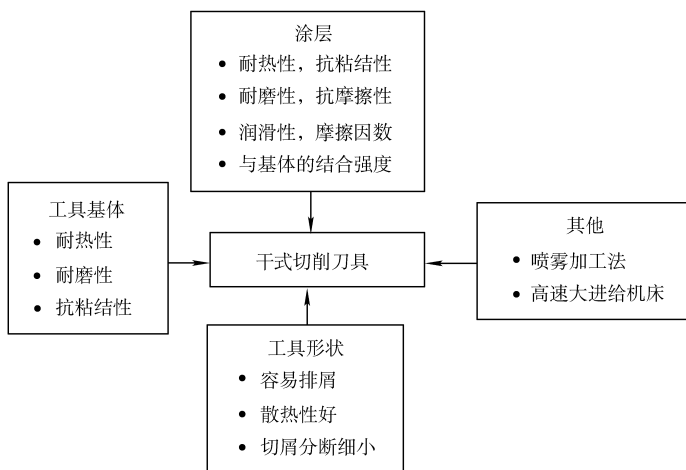 涂层
• 耐热性，抗粘结性
• 耐磨性，抗摩擦性
• 润滑性，摩擦因数
• 与基体的结合强度
工具基体
• 耐热性
• 耐磨性
• 抗粘结性
干式切削刀具
其他
• 喷雾加工法
• 高速大进给机床
工具形状
• 容易排屑
• 散热性好
• 切屑分断细小